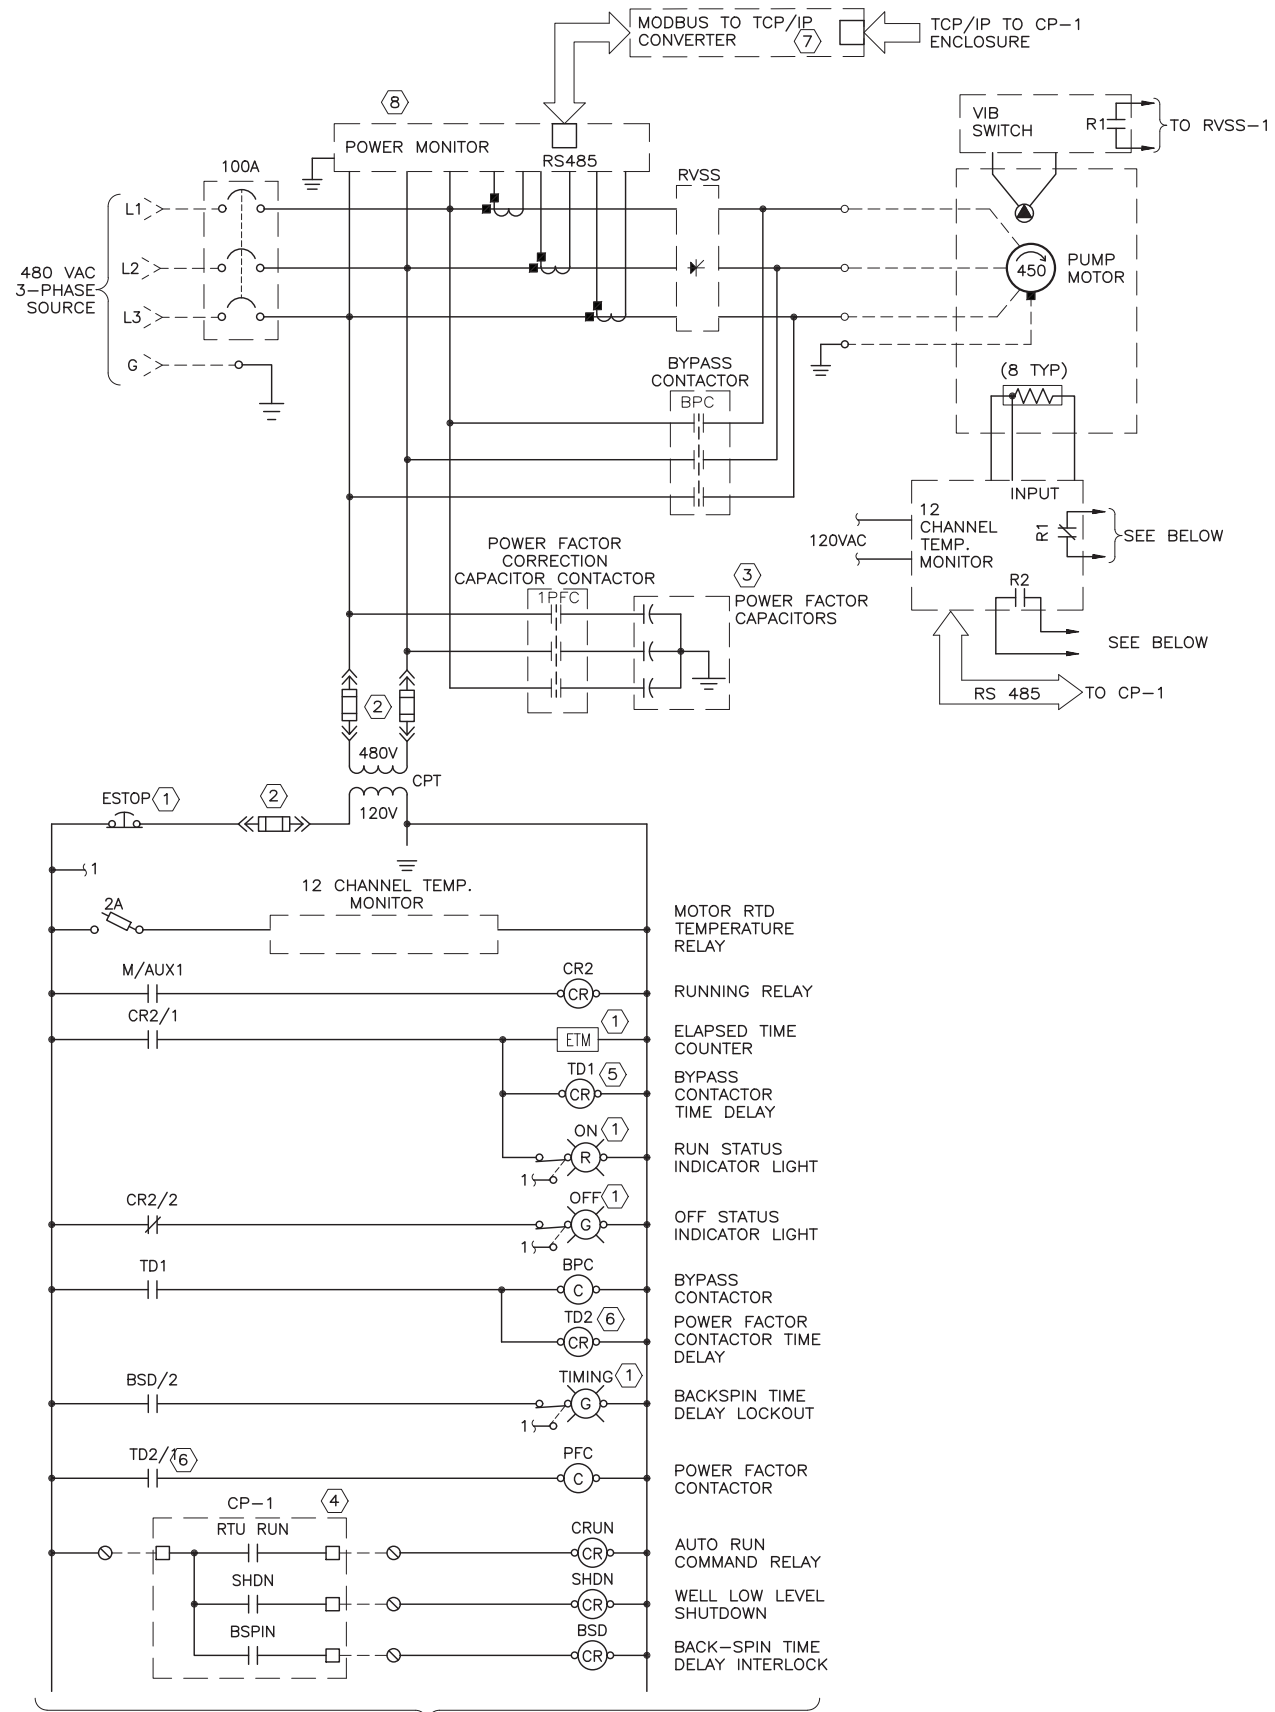 MODBUS TO TCP/IP
CONVERTER
7
TCP/IP TO CP-1
ENCLOSURE
8
POWER MONITOR
RS485
VIB
SWITCH
R1
TO RVSS-1
100A
RVSS
L1
L2
L3
G
480 VAC
3-PHASE
SOURCE
450
PUMP
MOTOR
(8 TYP)
BYPASS
CONTACTOR
BPC
INPUT
12
CHANNEL
TEMP.
MONITOR
120VAC
R1
SEE BELOW
R2
SEE BELOW
RS 485
TO CP-1
POWER FACTOR
CORRECTION
CAPACITOR CONTACTOR
1PFC
3
POWER FACTOR
CAPACITORS
2
480V
CPT
120V
ESTOP
1
2
1
12 CHANNEL TEMP.
MONITOR
2A
MOTOR RTD
TEMPERATURE
RELAY
M/AUX1
CR2
CR
RUNNING RELAY
CR2/1
1
ETM
ELAPSED TIME
COUNTER
TD1
5
CR
BYPASS
CONTACTOR
TIME DELAY
ON
1
R
1
RUN STATUS
INDICATOR LIGHT
CR2/2
OFF
1
G
1
OFF STATUS
INDICATOR LIGHT
TD1
BPC
C
BYPASS
CONTACTOR
TD2
6
CR
POWER FACTOR
CONTACTOR TIME
DELAY
BSD/2
TIMING
1
G
1
BACKSPIN TIME
DELAY LOCKOUT
TD2/1
6
PFC
C
POWER FACTOR
CONTACTOR
CP-1
4
RTU RUN
CRUN
CR
AUTO RUN
COMMAND RELAY
SHDN
SHDN
CR
WELL LOW LEVEL
SHUTDOWN
BSPIN
BSD
CR
BACK-SPIN TIME
DELAY INTERLOCK